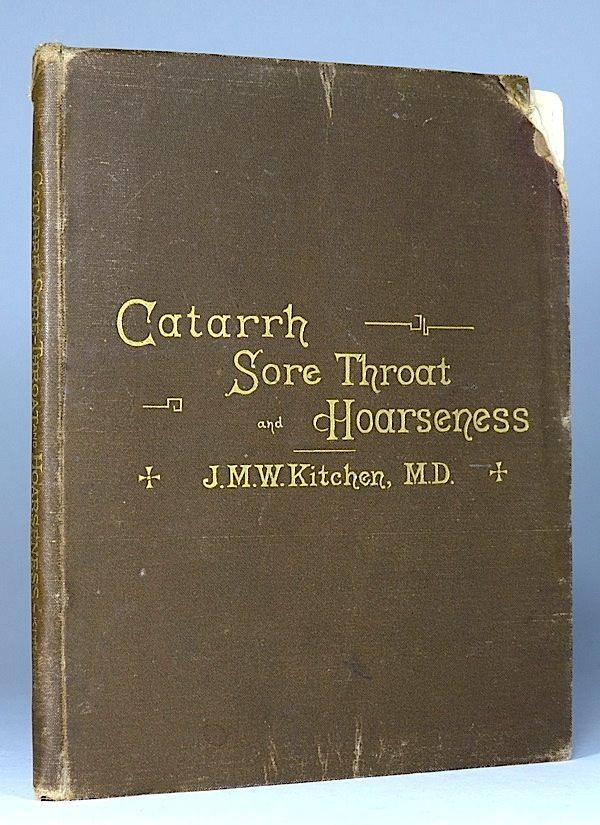 Catarrh
Sore Throat
and Hoarseness
J.M.W. Kitchen, M.D.
CATARRH SORE THROAT AND HOARSENESS